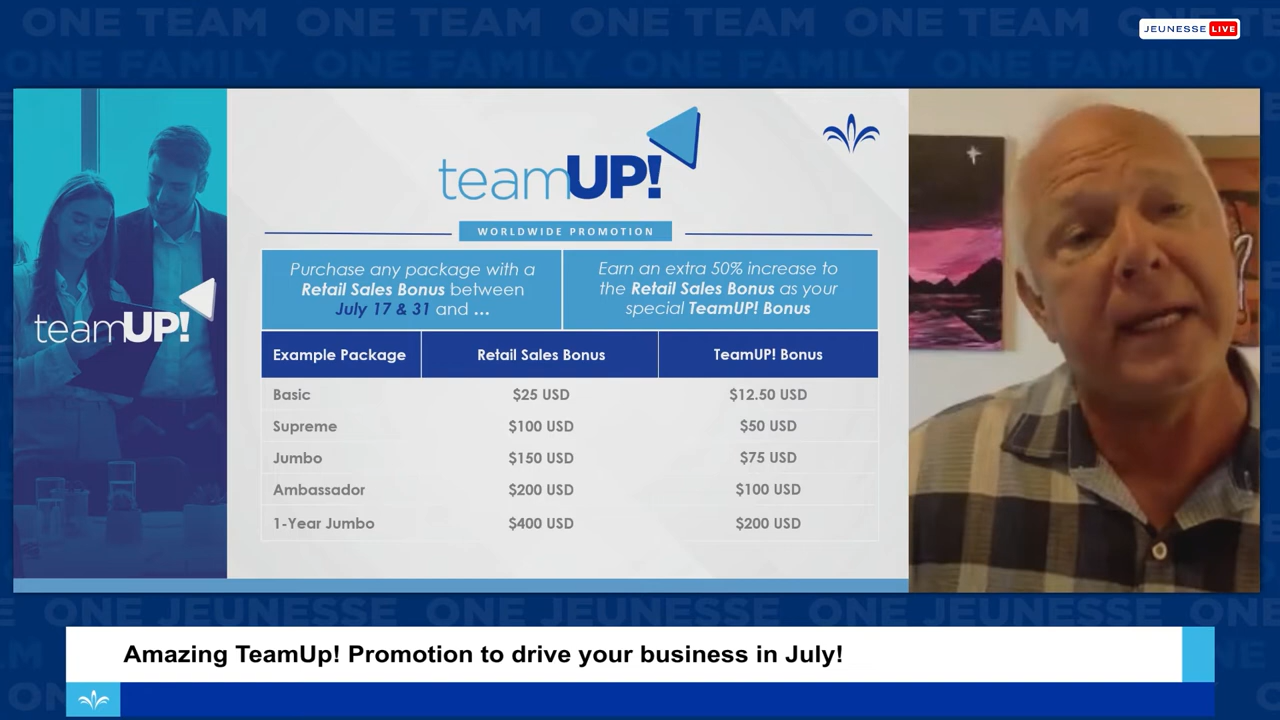 ONE TEAM ONE TEAM ONE TEAM ONE TEAM
JEUNESSE LIVE
ONE FAMILY ONE FAMILY ONE FAMILY
teamUP!
WORLDWIDE PROMOTION
Purchase any package with a
Retail Sales Bonus between
July 17 & 31 and ...
Earn an extra 50% increase to
the Retail Sales Bonus as your
special TeamUP! Bonus
teamUP!
Example Package Retail Sales Bonus TeamUP! Bonus
Basic $25 USD $12.50 USD
Supreme $100 USD $50 USD
Jumbo $150 USD $75 USD
Ambassador $200 USD $100 USD
1-Year Jumbo $400 USD $200 USD
ONE JEUNESSE ONE JEUNESSE ONE JEUNESSE ONE
Amazing TeamUp! Promotion to drive your business in July!